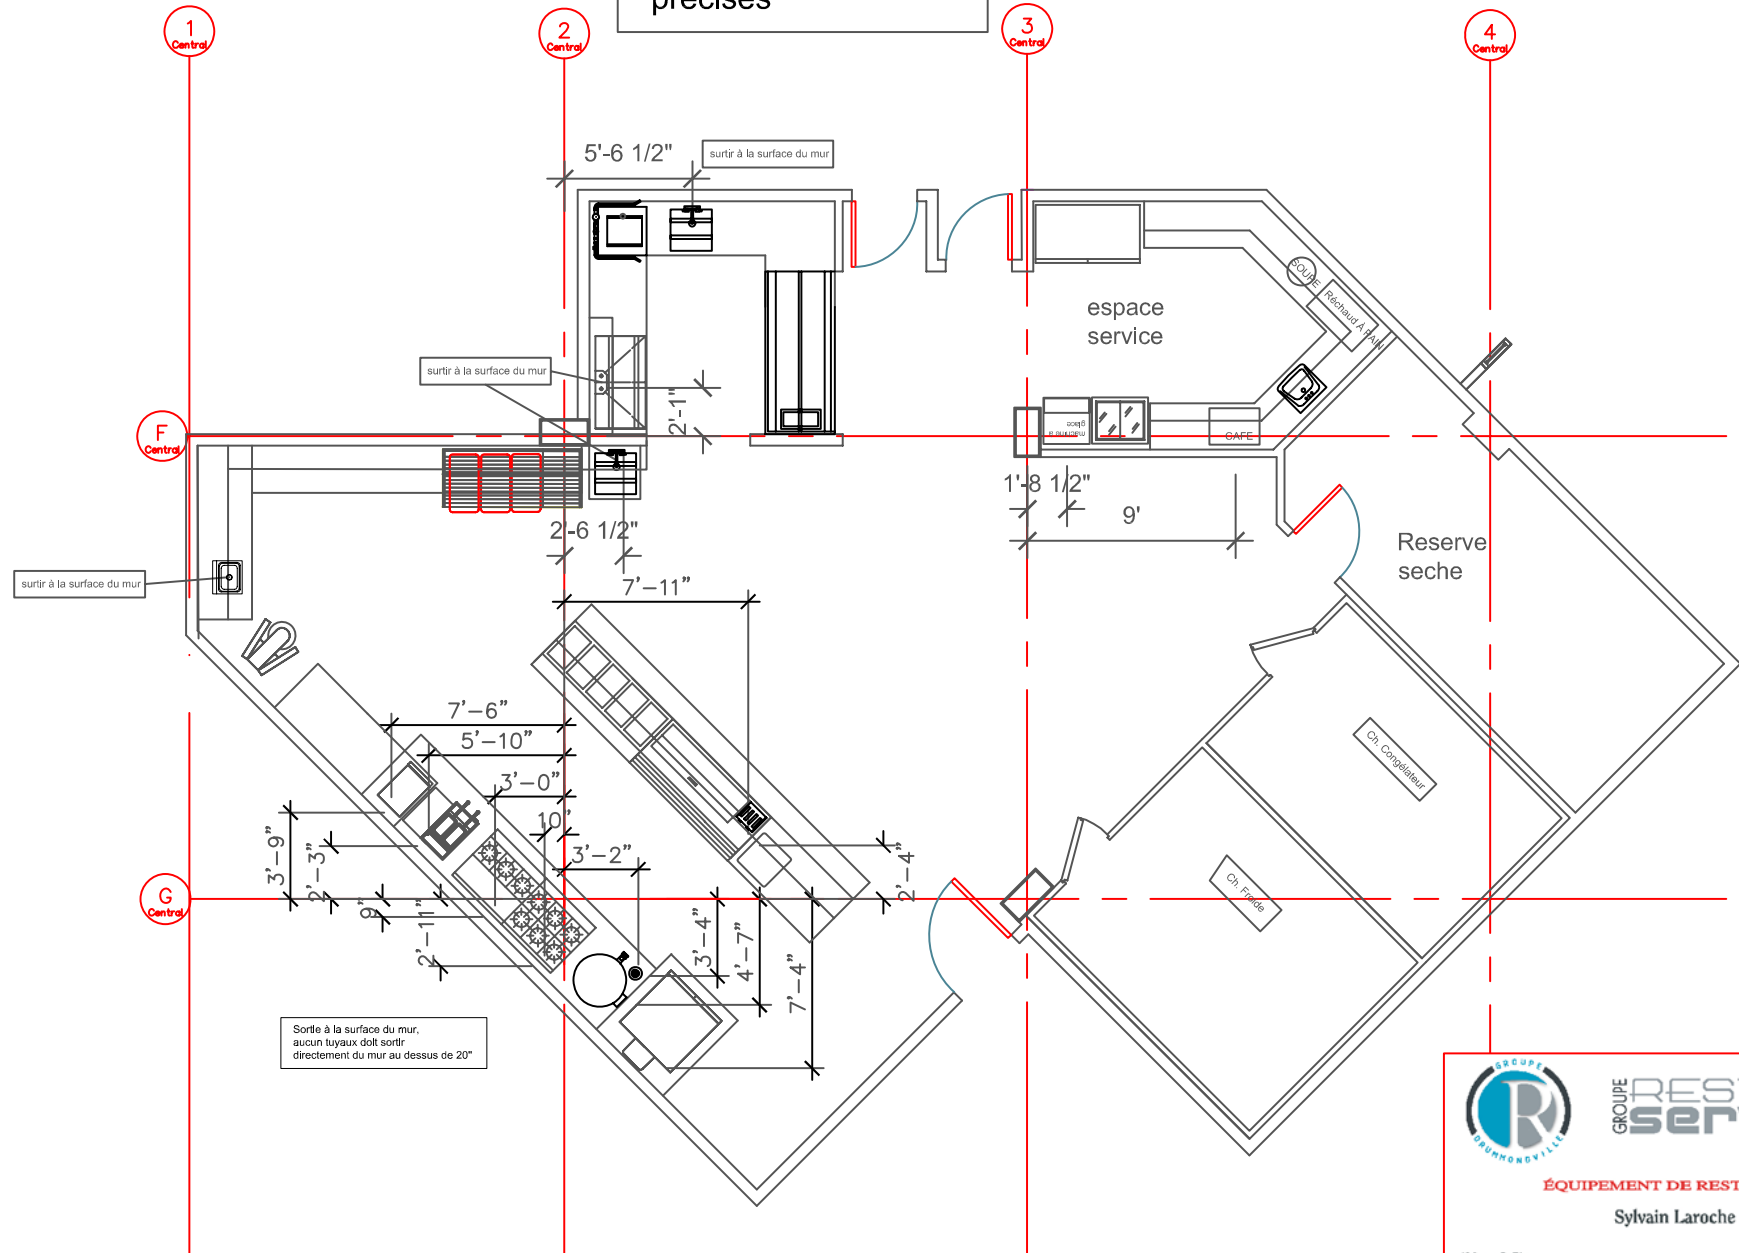 précises
1
Central
2
Central
3
Central
4
Central
5'-6 1/2"
surtir à la surface du mur
espace
service
SOUPE
Réchaud À PAIN
surtir à la surface du mur
2'-1"
F
Central
machine à
glace
CAFE
1'-8 1/2"
9'
2'-6 1/2"
Reserve
seche
surtir à la surface du mur
7'-11"
7'-6"
5'-10"
3'-0"
10"
3'-2"
3'-9"
2'-3"
9"
2'-11"
2'-4"
Ch. Congélateur
G
Central
Ch. Froide
3'-4"
4'-7"
7'-4"
Sortie à la surface du mur,
aucun tuyaux doit sortir
directement du mur au dessus de 20"
GROUPE
R
DRUMMONDVILLE
GROUPE
ÉQUIPEMENT DE REST
Sylvain Laroche